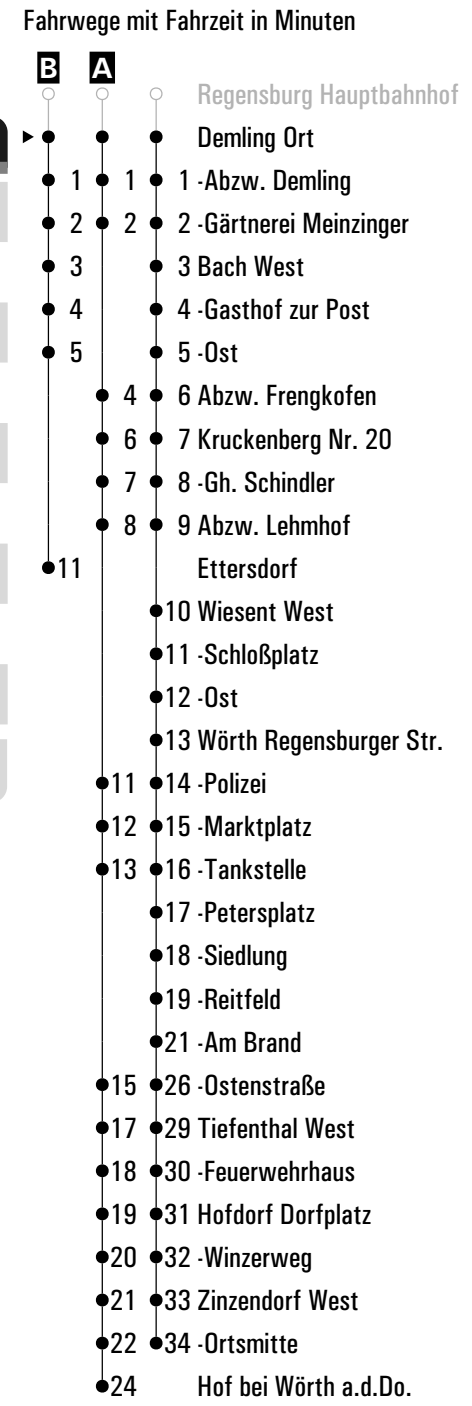 Fahrwege mit Fahrzeit in Minuten
B A
Regensburg Hauptbahnhof
Demling Ort
1 1 1 -Abzw. Demling
2 2 2 -Gärtnerei Meinzinger
3 3 Bach West
4 4 -Gasthof zur Post
5 5 -Ost
4 6 Abzw. Frengkofen
6 7 Kruckenberg Nr. 20
7 8 -Gh. Schindler
8 9 Abzw. Lehmhof
11 Ettersdorf
10 Wiesent West
11 -Schloßplatz
12 -Ost
13 Wörth Regensburger Str.
11 14 -Polizei
12 15 -Marktplatz
13 16 -Tankstelle
17 -Petersplatz
18 -Siedlung
19 -Reitfeld
21 -Am Brand
15 26 -Ostenstraße
17 29 Tiefenthal West
18 30 -Feuerwehrhaus
19 31 Hofdorf Dorfplatz
20 32 -Winzerweg
21 33 Zinzendorf West
22 34 -Ortsmitte
24 Hof bei Wörth a.d.Do.